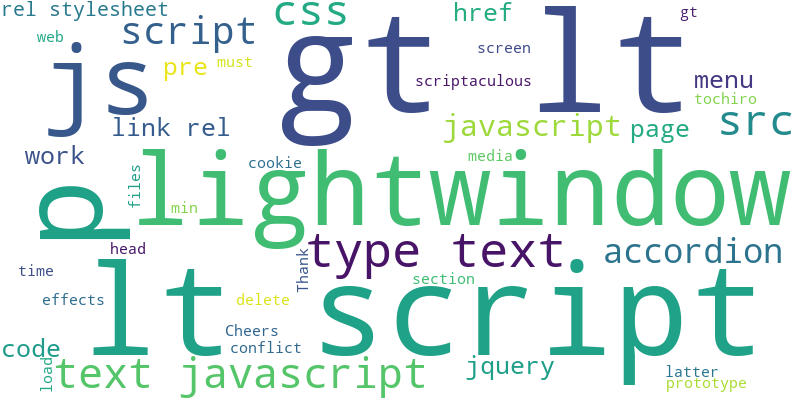 rel stylesheet
css
href
gt
web
script
screen
js
pre
must
gt lt
scriptaculous
menu
tochiro
link rel
javascript
page
src
work
cookie
media
files
lightwindow
min
p
head
Thank
type text
accordion
time
lt script
section
effects
delete
Cheers
code
conflict
load
text javascript
jquery
latter
prototype